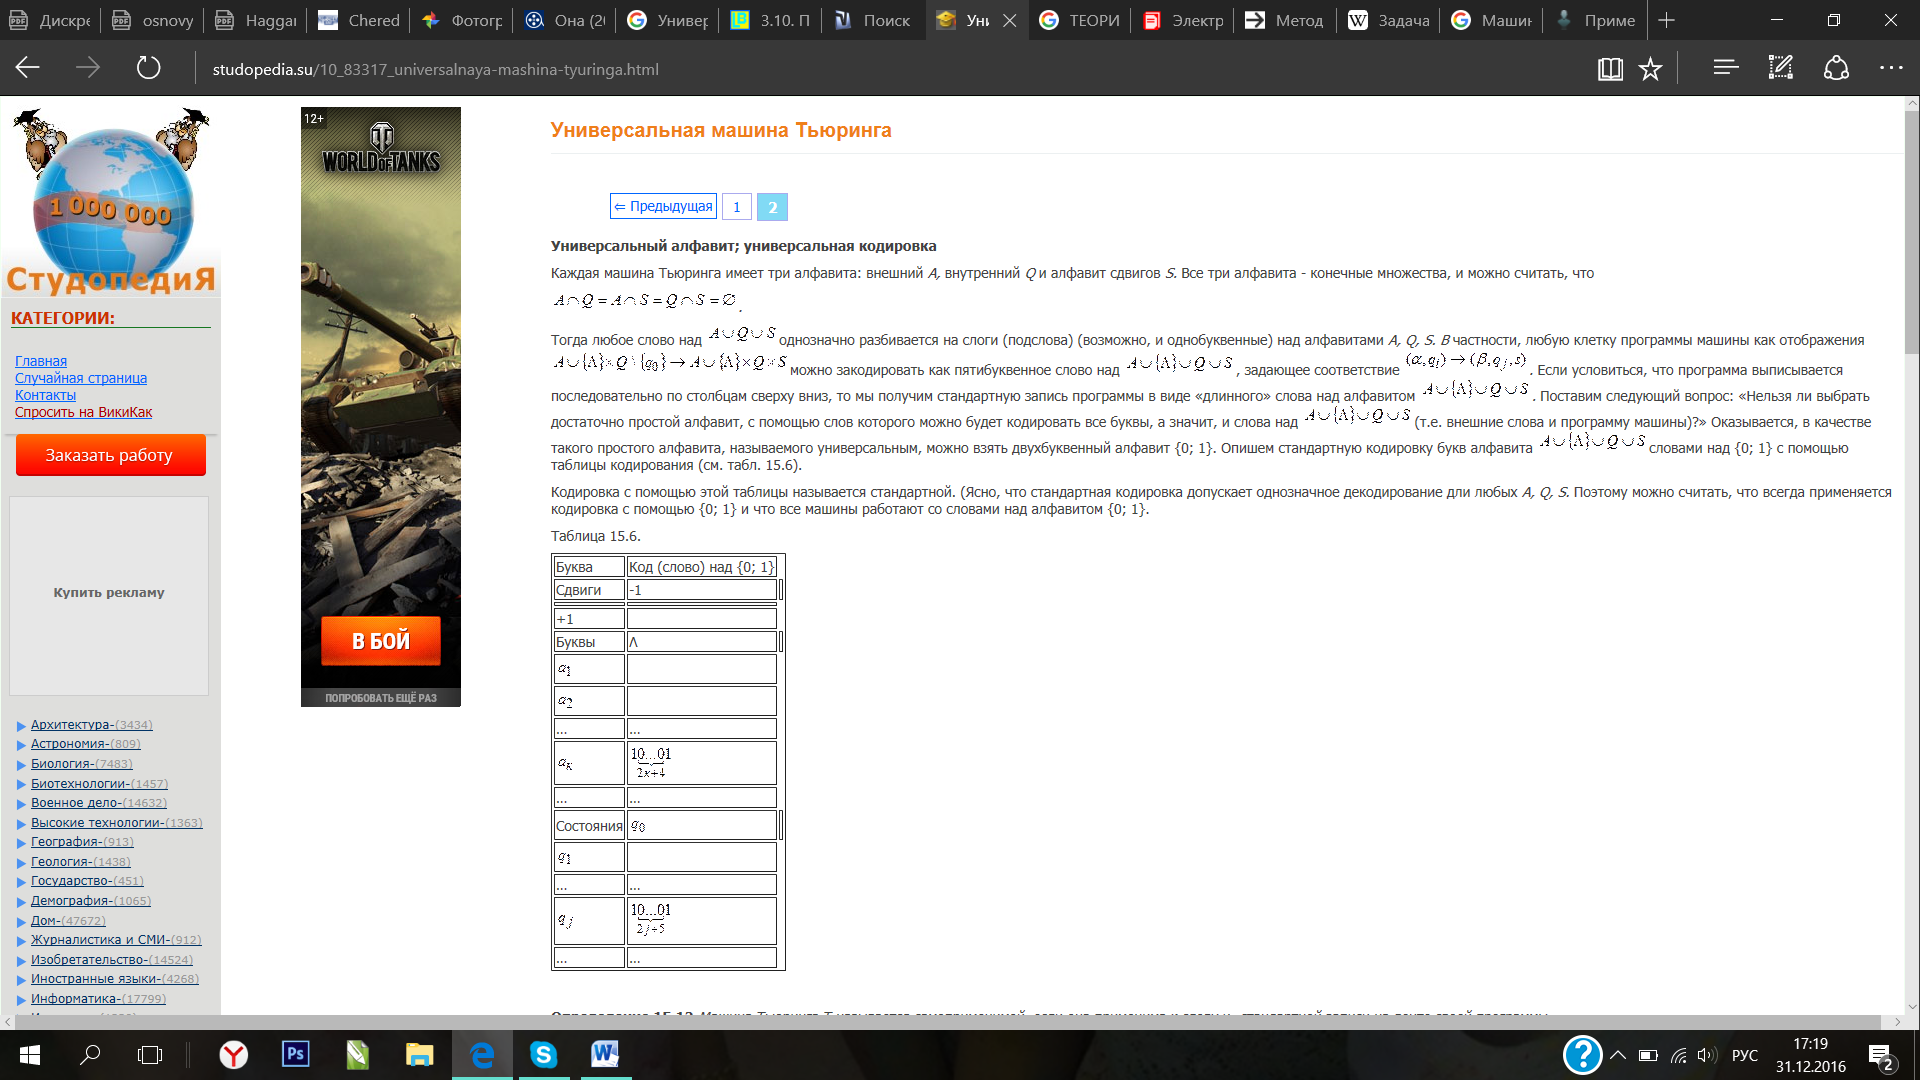 Дискре
osnovy
Haggar
Chered
Фотогр
Она (20
Универ
3.10. П
Поиск
Уни
ТЕОРИ
Электр
Метод
Задача
Машин
Приме
studopedia.su/10_83317_universalnaya-mashina-tyuringa.html
1 000 000
СтудопедиЯ
КАТЕГОРИИ:
Главная
Случайная страница
Контакты
Спросить на ВикиКак
Заказать работу
Купить рекламу
Архитектура-(3434)
Астрономия-(809)
Биология-(7483)
Биотехнологии-(1457)
Военное дело-(14632)
Высокие технологии-(1363)
География-(913)
Геология-(1438)
Государство-(451)
Демография-(1065)
Дом-(47672)
Журналистика и СМИ-(912)
Изобретательство-(14524)
Иностранные языки-(4268)
Информатика-(17799)
12+
WORLD OF TANKS
В БОЙ
ПОПРОБОВАТЬ ЕЩЁ РАЗ
Универсальная машина Тьюринга
⇐ Предыдущая 1 2
Универсальный алфавит; универсальная кодировка
Каждая машина Тьюринга имеет три алфавита: внешний A, внутренний Q и алфавит сдвигов S. Все три алфавита - конечные множества, и можно считать, что
A∩Q=A∩S=Q∩S=∅.
Тогда любое слово над A∪Q∪S однозначно разбивается на слоги (подслова) (возможно, и однобуквенные) над алфавитами A, Q, S. В частности, любую клетку программы машины как отображения
A∪{Λ}×Q\{q0}→A∪{Λ}×Q×S можно закодировать как пятибуквенное слово над A∪{Λ}∪Q∪S, задающее соответствие (α,qi)→(β,qj,s). Если условиться, что программа выписывается
последовательно по столбцам сверху вниз, то мы получим стандартную запись программы в виде «длинного» слова над алфавитом A∪{Λ}∪Q∪S. Поставим следующий вопрос: «Нельзя ли выбрать
достаточно простой алфавит, с помощью слов которого можно будет кодировать все буквы, а значит, и слова над A∪{Λ}∪Q∪S (т.е. внешние слова и программу машины)?» Оказывается, в качестве
такого простого алфавита, называемого универсальным, можно взять двухбуквенный алфавит {0; 1}. Опишем стандартную кодировку букв алфавита A∪{Λ}∪Q∪S словами над {0; 1} с помощью
таблицы кодирования (см. табл. 15.6).
Кодировка с помощью этой таблицы называется стандартной. (Ясно, что стандартная кодировка допускает однозначное декодирование дли любых A, Q, S. Поэтому можно считать, что всегда применяется
кодировка с помощью {0; 1} и что все машины работают со словами над алфавитом {0; 1}.
Таблица 15.6.
Буква Код (слово) над {0; 1}
Сдвиги -1
+1
Буквы Λ
a1
a2
... ...
aκ 10...01
2κ+4
... ...
Состояния q0
q1
... ...
qj 10...01
2j+5
... ...
РУС
17:19
31.12.2016
2